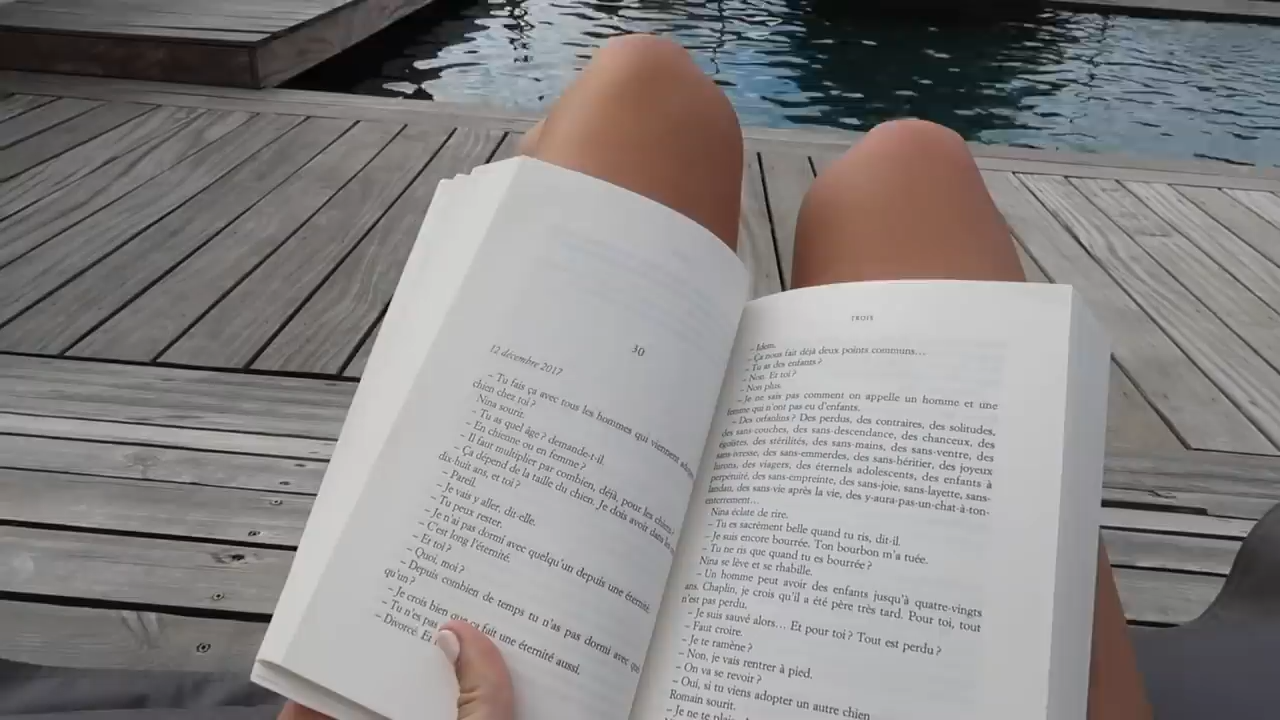 30
12 décembre 2017
– Tu fais ça avec tous les hommes qui viennent
chien chez toi ?
Nina sourit.
– Tu as quel âge ? demande-t-il.
– En chienne ou en femme ?
– Il faut multiplier par combien, déjà, pour les chiens
– Ça dépend de la taille du chien. Je dois avoir dans les
dix-huit ans, et toi ?
– Pareil.
– Je vais y aller, dit-elle.
– Tu peux rester.
– Je n'ai pas dormi avec quelqu'un depuis une éternité.
– C'est long l'éternité.
– Et toi ?
– Quoi, moi ?
– Depuis combien de temps tu n'as pas dormi avec
qu'un ?
– Je crois bien que ça fait une éternité aussi.
– Tu n'es pas
– Divorcé. Et
TROIS
– Idem.
– Ça nous fait déjà deux points communs…
– Tu as des enfants ?
– Non. Et toi ?
– Non plus.
– Je ne sais pas comment on appelle un homme et une
femme qui n'ont pas eu d'enfants.
– Des orfaolins ? Des perdus, des contraires, des solitudes,
des sans-couches, des sans-descendance, des chanceux, des
égoïstes, des stérilités, des sans-mains, des sans-ventre, des
sans-ivresse, des sans-emmerdes, des sans-héritier, des joyeux
lurons, des viagers, des éternels adolescents, des enfants à
perpétuité, des sans-empreinte, des sans-joie, sans-layette, sans-
landau, des sans-vie après la vie, des y-aura-pas-un-chat-à-ton-
enterrement…
Nina éclate de rire.
– Tu es sacrément belle quand tu ris, dit-il.
– Je suis encore bourrée. Ton bourbon m'a tuée.
– Tu ne ris que quand tu es bourrée ?
Nina se lève et se rhabille.
– Un homme peut avoir des enfants jusqu'à quatre-vingts
ans. Chaplin, je crois qu'il a été père très tard. Pour toi, tout
n'est pas perdu.
– Je suis sauvé alors… Et pour toi ? Tout est perdu ?
– Faut croire.
– Je te ramène ?
– Non, je vais rentrer à pied.
– On va se revoir ?
– Oui, si tu viens adopter un autre chien
Romain sourit.
– Je ne te